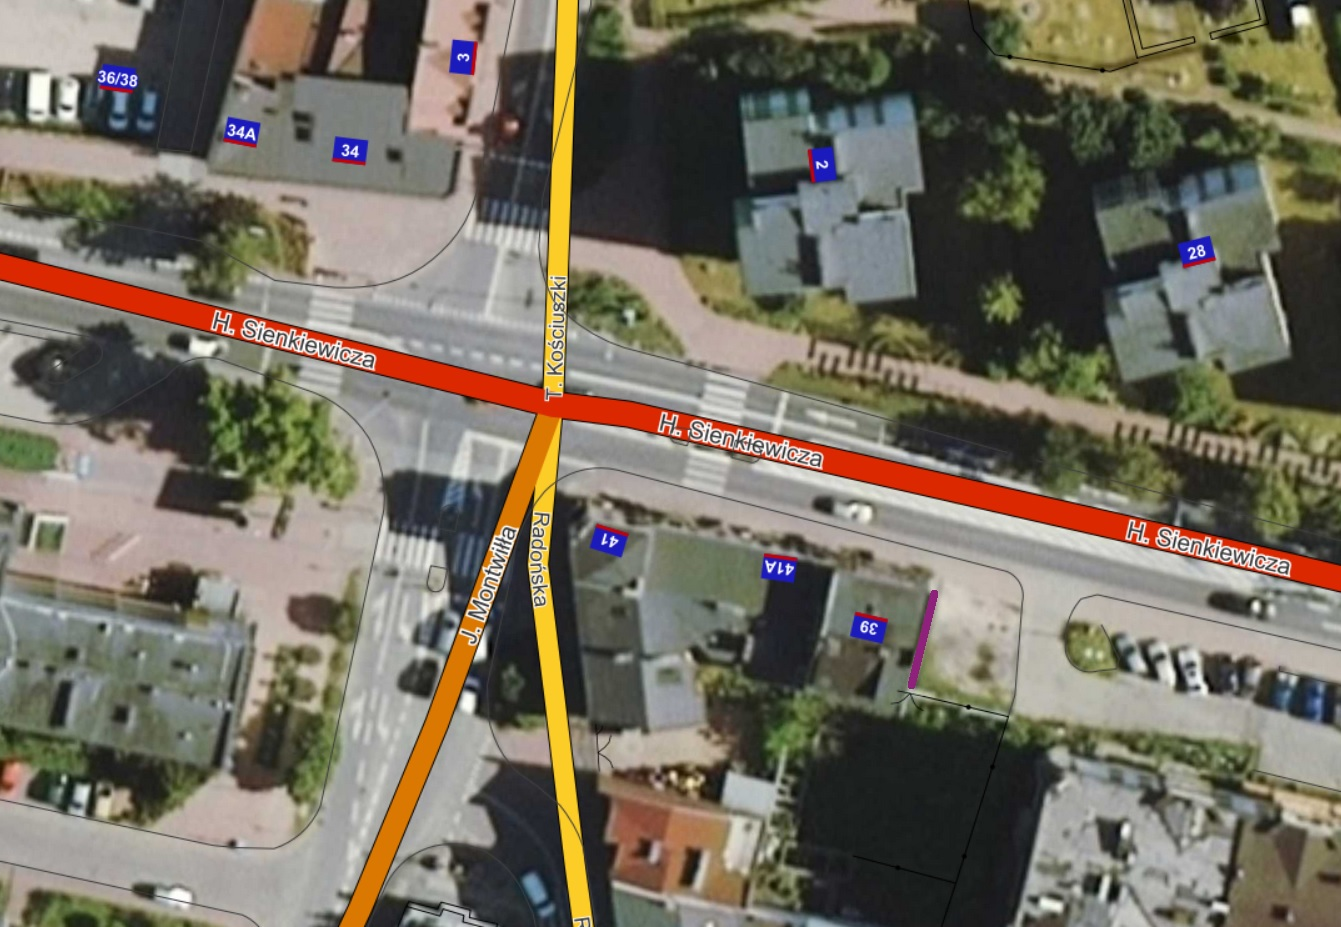 3
36/38
34A
34
2
28
T. Kościuszki
H. Sienkiewicza
H. Sienkiewicza
H. Sienkiewicza
41
41A
39
J. Montwiłła
Radońska
R